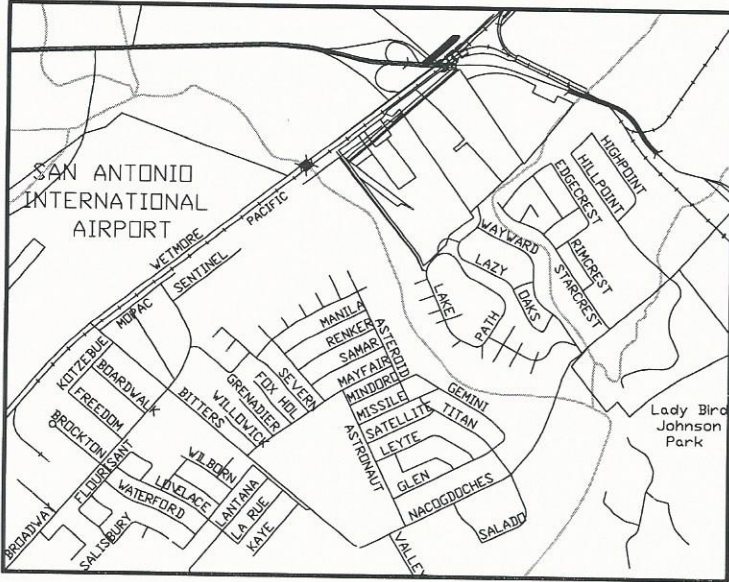 SAN ANTONIO
INTERNATIONAL
AIRPORT
WETMORE
PACIFIC
MOPAC
SENTINEL
HIGHPOINT
HILLPOINT
EDGECREST
RIMCREST
STARCREST
WAYWARD
LAZY
OAKS
LAKE
PATH
MANILA
RENKER
SAMAR
MAYFAIR
MINDORO
MISSILE
SATELLITE
LEYTE
GLEN
ASTEROID
ASTRONAUT
GEMINI
TITAN
SEVERN
FOX HOL
GRENADIER
WILLOWICK
KOTZEBUE
BOARDWALK
FREEDOM
BROCKTON
BITTERS
FLOURISANT
WILBORN
LOVELACE
WATERFORD
LANTANA
LA RUE
KAYE
SALISBURY
BROADWAY
NACOGDOCHES
SALADO
VALLEY
Lady Bird
Johnson
Park